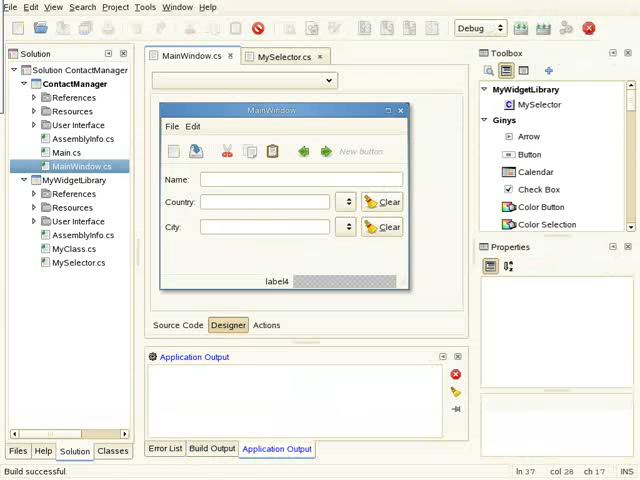 File Edit View Search Project Tools Window Help
Debug
Solution
Solution ContactManager
ContactManager
References
Resources
User Interface
AssemblyInfo.cs
Main.cs
MainWindow.cs
MyWidgetLibrary
References
Resources
User Interface
AssemblyInfo.cs
MyClass.cs
MySelector.cs
Files Help Solution Classes
MainWindow.cs MySelector.cs
MainWindow
File Edit
New button
Name:
Country: Clear
City: Clear
label4
Source Code Designer Actions
Application Output
Error List Build Output Application Output
Toolbox
MyWidgetLibrary
MySelector
Ginys
Arrow
Button
Calendar
Check Box
Color Button
Color Selection
Properties
Build successful.
ln 37 col 28 ch 17 INS